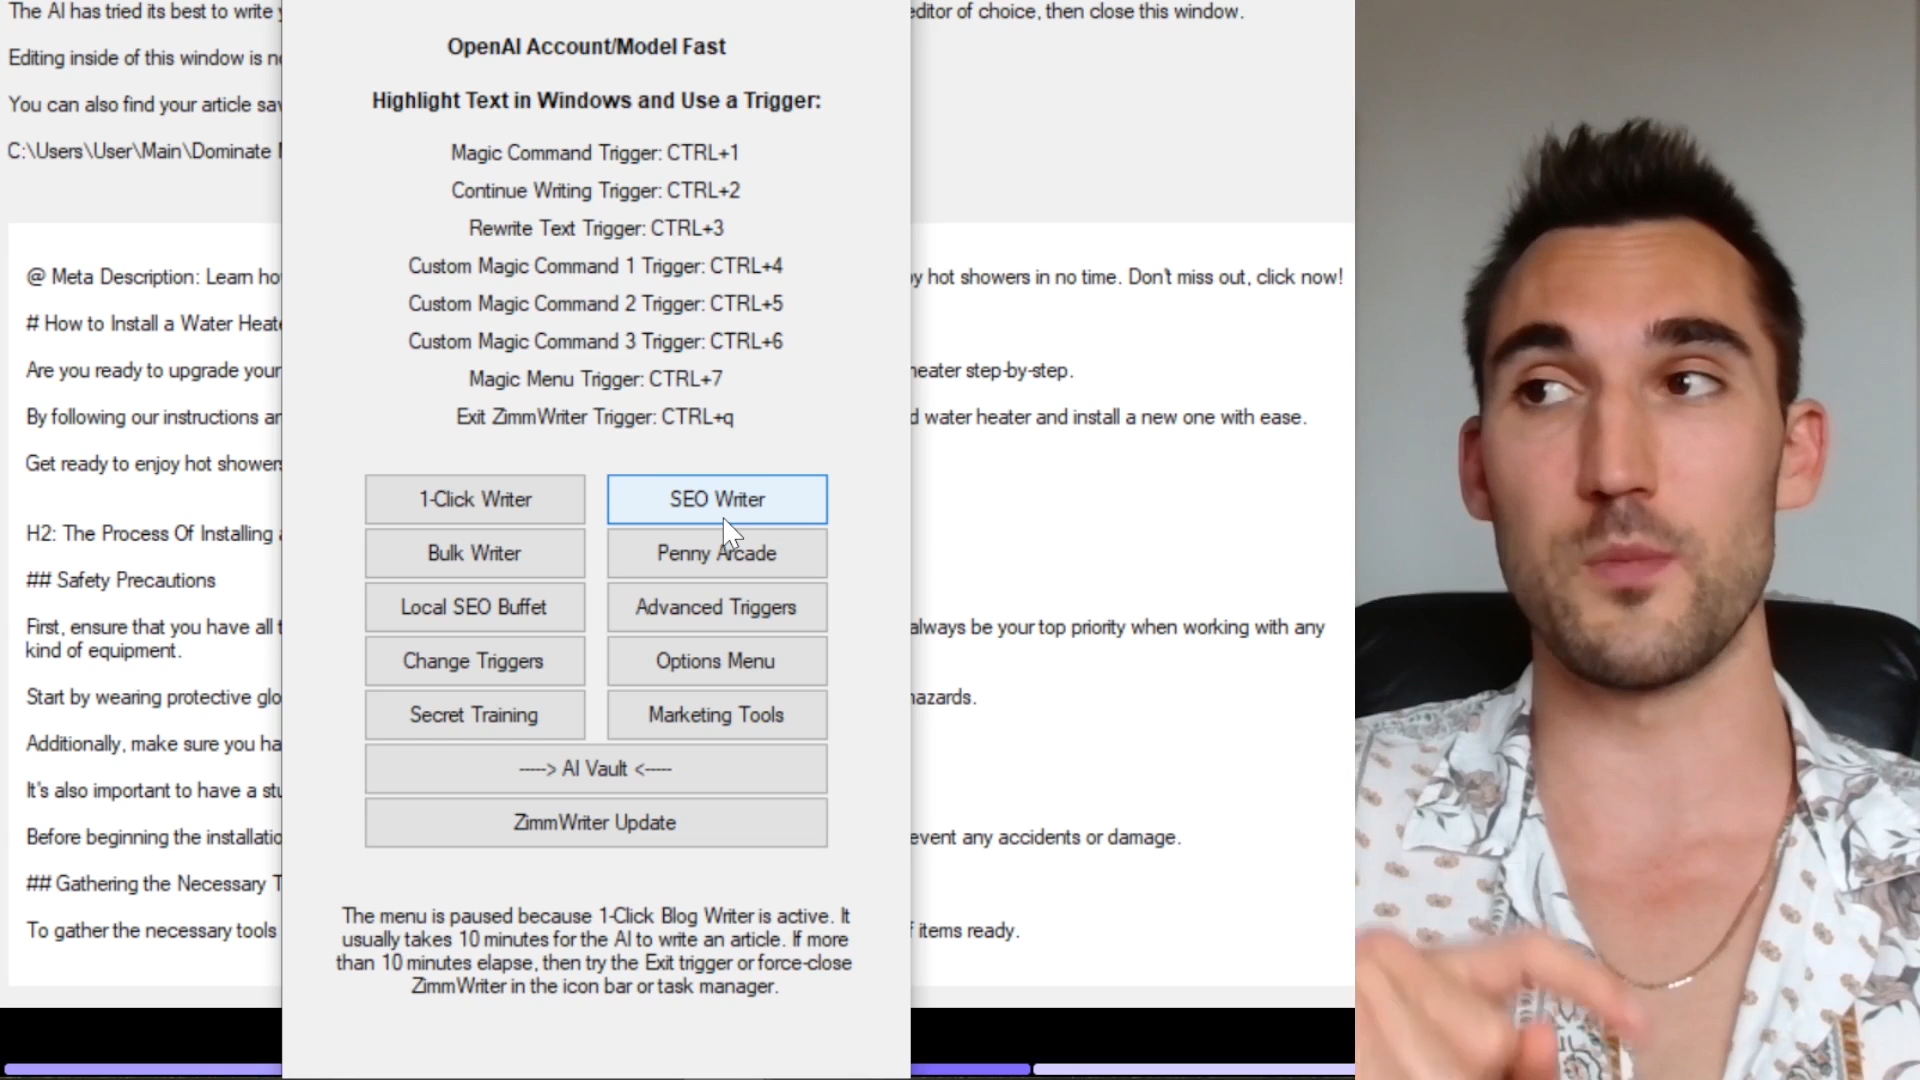 The AI has tried its best to write
editor of choice, then close this window.
Editing inside of this window is
You can also find your article
C:\Users\User\Main\Dominate
OpenAI Account/Model Fast
Highlight Text in Windows and Use a Trigger:
Magic Command Trigger: CTRL+1
Continue Writing Trigger: CTRL+2
Rewrite Text Trigger: CTRL+3
Custom Magic Command 1 Trigger: CTRL+4
Custom Magic Command 2 Trigger: CTRL+5
Custom Magic Command 3 Trigger: CTRL+6
Magic Menu Trigger: CTRL+7
Exit ZimmWriter Trigger: CTRL+q
1-Click Writer
SEO Writer
Bulk Writer
Penny Arcade
Local SEO Buffet
Advanced Triggers
Change Triggers
Options Menu
Secret Training
Marketing Tools
----> AI Vault <----
ZimmWriter Update
The menu is paused because 1-Click Blog Writer is active. It
usually takes 10 minutes for the AI to write an article. If more
than 10 minutes elapse, then try the Exit trigger or force-close
ZimmWriter in the icon bar or task manager.
@ Meta Description: Learn
hot showers in no time. Don't miss out, click now!
# How to Install a Water
Are you ready to upgrade your
heater step-by-step.
By following our instructions
water heater and install a new one with ease.
Get ready to enjoy hot showers
H2: The Process Of Installing
## Safety Precautions
First, ensure that you have all
always be your top priority when working with any
kind of equipment.
Start by wearing protective
hazards.
Additionally, make sure you
It's also important to have a
Before beginning the
any accidents or damage.
## Gathering the Necessary
To gather the necessary tools
items ready.